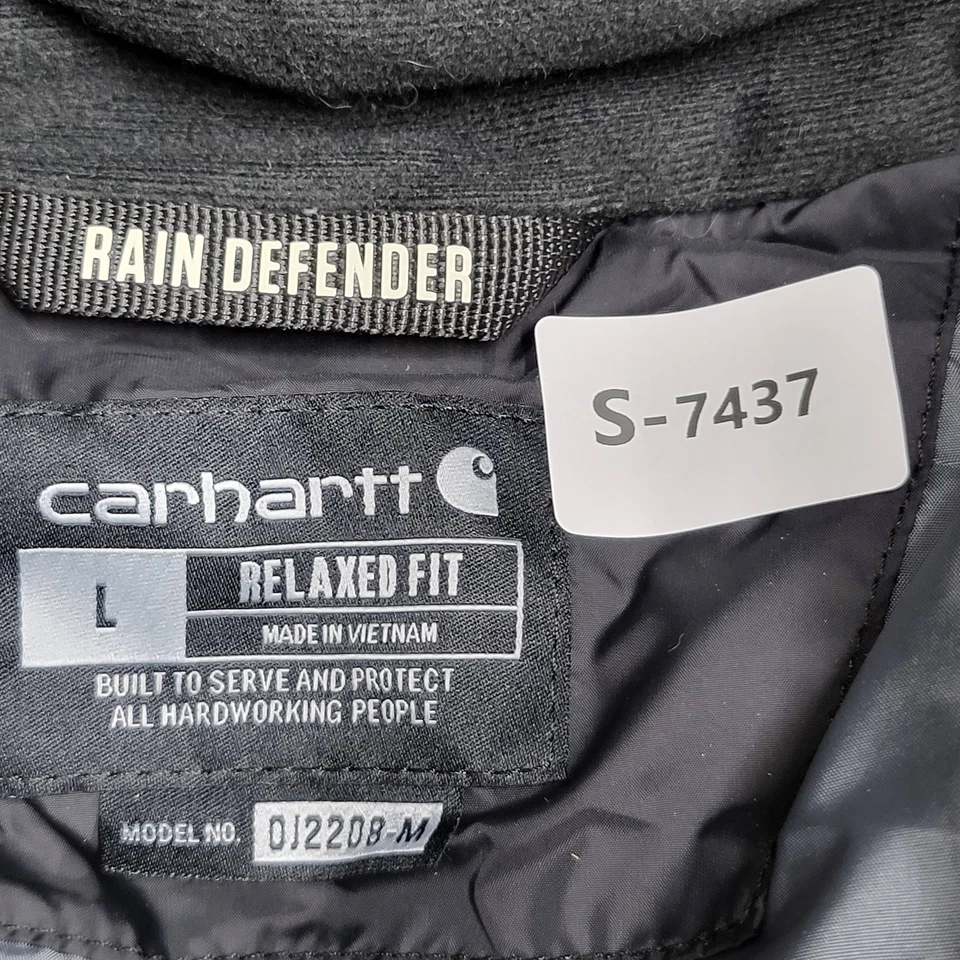 RAIN DEFENDER
S-7437
carhartt
L
RELAXED FIT
MADE IN VIETNAM
BUILT TO SERVE AND PROTECT
ALL HARDWORKING PEOPLE
MODEL NO. OJ2208-M